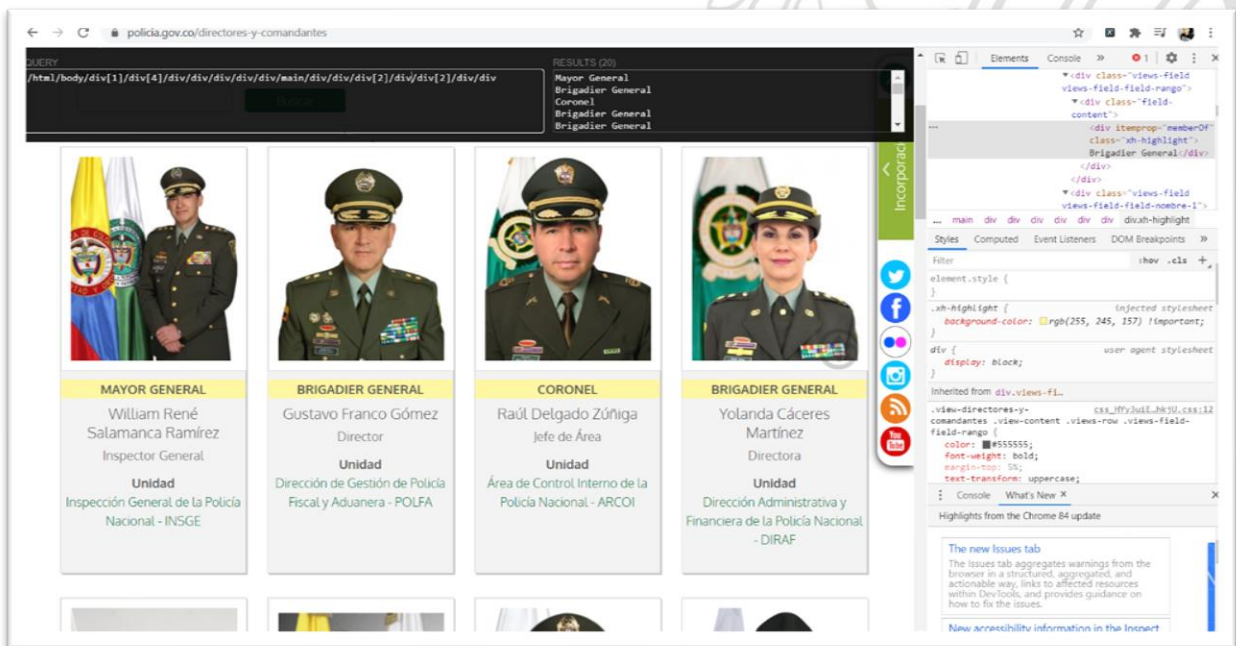 policia.gov.co/directores-y-comandantes
QUERY
/html/body/div[1]/div[4]/div/div/div/div/div/main/div/div/div[2]/div/div[2]/div/div
RESULTS (20)
Mayor General
Brigadier General
Coronel
Brigadier General
Brigadier General
Buscar
Incorporaci
MAYOR GENERAL
William René
Salamanca Ramírez
Inspector General
Unidad
Inspección General de la Policía
Nacional - INSGE
BRIGADIER GENERAL
Gustavo Franco Gómez
Director
Unidad
Dirección de Gestión de Policía
Fiscal y Aduanera - POLFA
CORONEL
Raúl Delgado Zúñiga
Jefe de Área
Unidad
Área de Control Interno de la
Policía Nacional - ARCOI
BRIGADIER GENERAL
Yolanda Cáceres
Martínez
Directora
Unidad
Dirección Administrativa y
Financiera de la Policía Nacional
- DIRAF
You
Tube
Elements Console » 1
▼<div class="views-field
views-field-field-rango">
▼<div class="field-
content">
... <div itemprop="memberOf"
class="xh-highlight">
Brigadier General</div>
</div>
</div>
▼<div class="views-field
views-field-field-nombre-1">
... main div div div div div div div.xh-highlight
Styles Computed Event Listeners DOM Breakpoints »
Filter :hov .cls +
element.style {
}
.xh-highlight { injected stylesheet
background-color: rgb(255, 245, 157) !important;
}
div { user agent stylesheet
display: block;
}
Inherited from div.views-fi…
.view-directores-y-
comandantes .view-content .views-row .views-field-
field-rango {
color: #555555;
font-weight: bold;
margin-top: 5%;
text-transform: uppercase;
Console What's New ×
Highlights from the Chrome 84 update
The new Issues tab
The Issues tab aggregates warnings from the
browser in a structured, aggregated, and
actionable way, links to affected resources
within DevTools, and provides guidance on
how to fix the issues.
New accessibility information in the Inspect